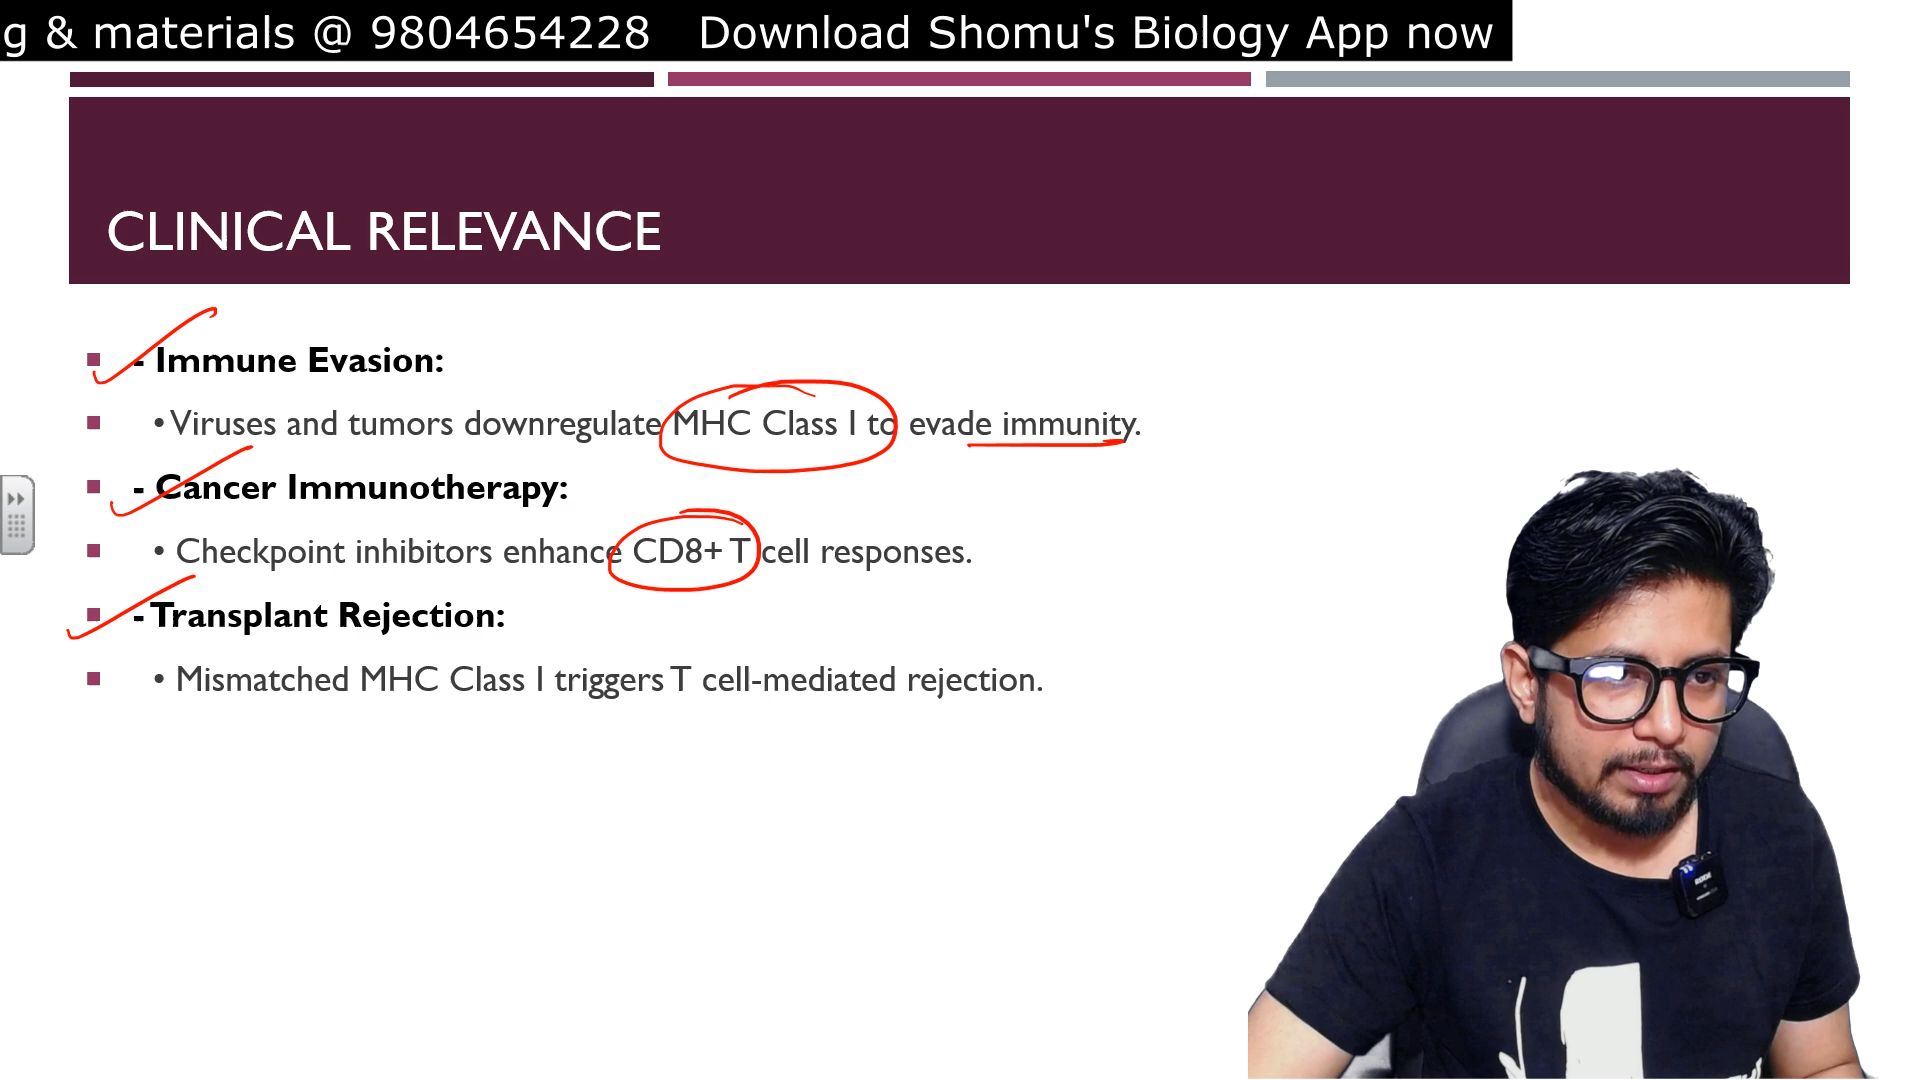 g & materials @ 9804654228 Download Shomu's Biology App now
CLINICAL RELEVANCE
- Immune Evasion:
• Viruses and tumors downregulate MHC Class I to evade immunity.
- Cancer Immunotherapy:
• Checkpoint inhibitors enhance CD8+ T cell responses.
- Transplant Rejection:
• Mismatched MHC Class I triggers T cell-mediated rejection.
RODE